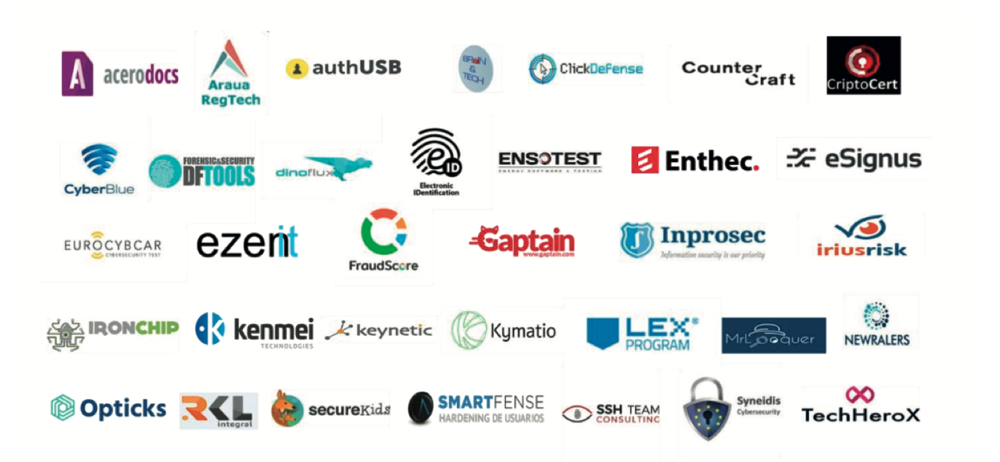 A acerodocs
Araua
RegTech
authUSB
BRaIN
&
TECH
ClickDefense
Counter
Craft
CriptoCert
CyberBlue
FORENSIC&SECURITY
DFTOOLS
dinoflux
e ID
Electronic
IDentification
ENSOTEST
ENERGY SOFTWARE & TESTING
Enthec.
eSignus
EUROCYBCAR
CYBERSECURITY TEST
ezenit
FraudScore
Gaptain
www.gaptain.com
Inprosec
Information security is our priority
iriusrisk
IRONCHIP
kenmei
TECHNOLOGIES
keynetic
Kymatio
LEX®
PROGRAM
MrLooquer
NEWRALERS
Opticks
RKL
integral
secureKids
SMARTFENSE
HARDENING DE USUARIOS
SSH TEAM
CONSULTING
Syneidis
Cybersecurity
TechHeroX